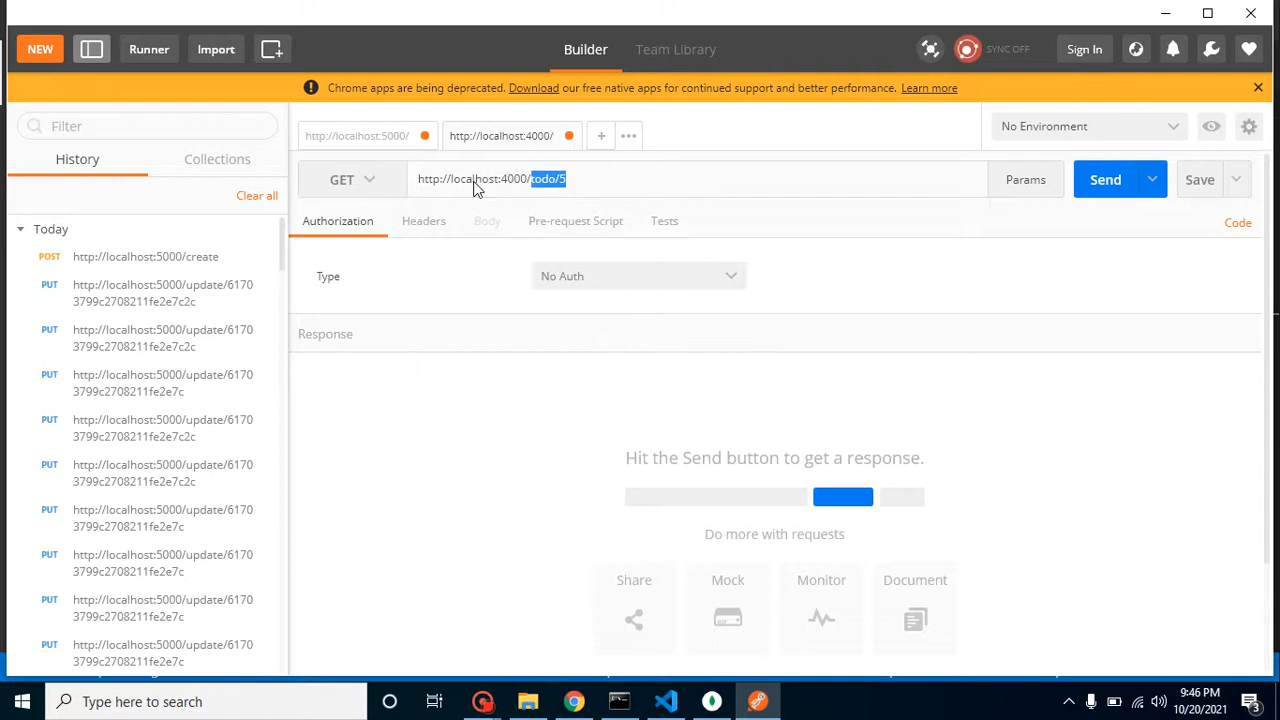 NEW
Runner
Import
Builder
Team Library
SYNC OFF
Sign In
Chrome apps are being deprecated. Download our free native apps for continued support and better performance. Learn more
Filter
History
Collections
Clear all
Today
POST http://localhost:5000/create
PUT http://localhost:5000/update/6170
3799c2708211fe2e7c2c
PUT http://localhost:5000/update/6170
3799c2708211fe2e7c2c
PUT http://localhost:5000/update/6170
3799c2708211fe2e7c
PUT http://localhost:5000/update/6170
3799c2708211fe2e7c2c
PUT http://localhost:5000/update/6170
3799c2708211fe2e7c2c
PUT http://localhost:5000/update/6170
3799c2708211fe2e7c
PUT http://localhost:5000/update/6170
3799c2708211fe2e7c
PUT http://localhost:5000/update/6170
3799c2708211fe2e7c
PUT http://localhost:5000/update/6170
3799c2708211fe2e7c
http://localhost:5000/
http://localhost:4000/
No Environment
GET
http://localhost:4000/todo/5
Params
Send
Save
Authorization
Headers
Body
Pre-request Script
Tests
Code
Type
No Auth
Response
Hit the Send button to get a response.
Do more with requests
Share
Mock
Monitor
Document
Type here to search
9:46 PM
10/20/2021
3